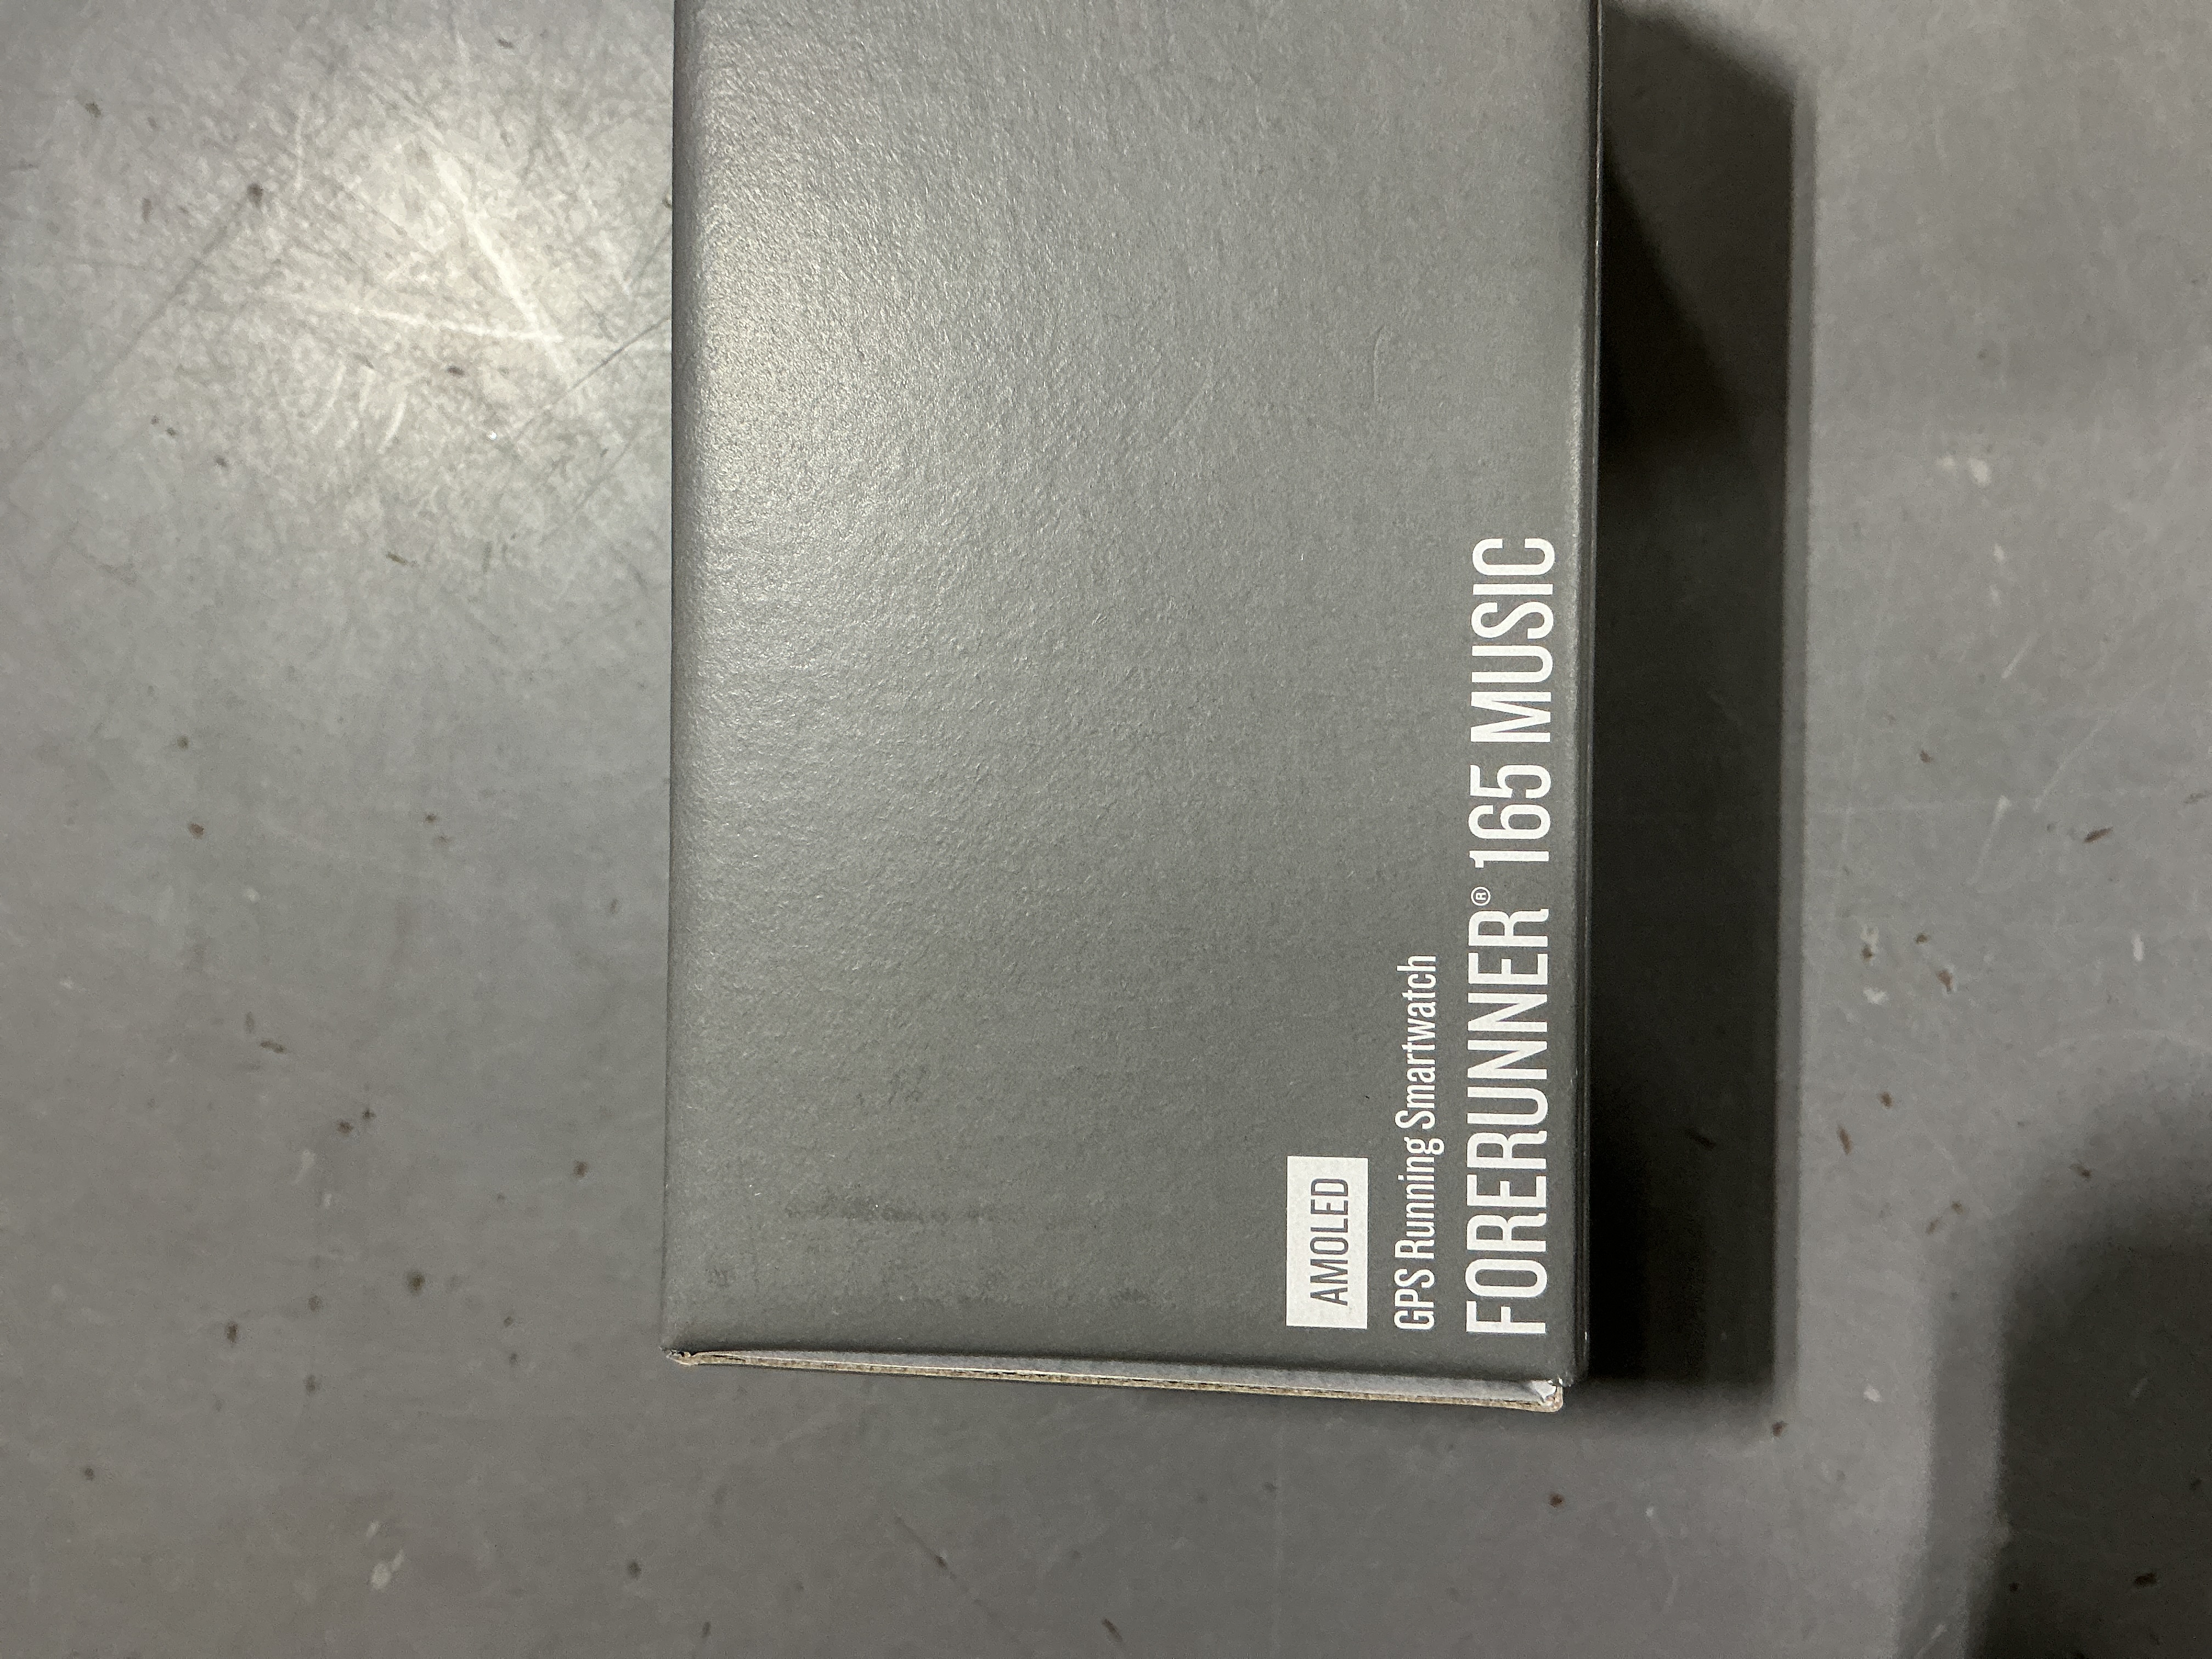 AMOLED
GPS Running Smartwatch
FORERUNNER® 165 MUSIC